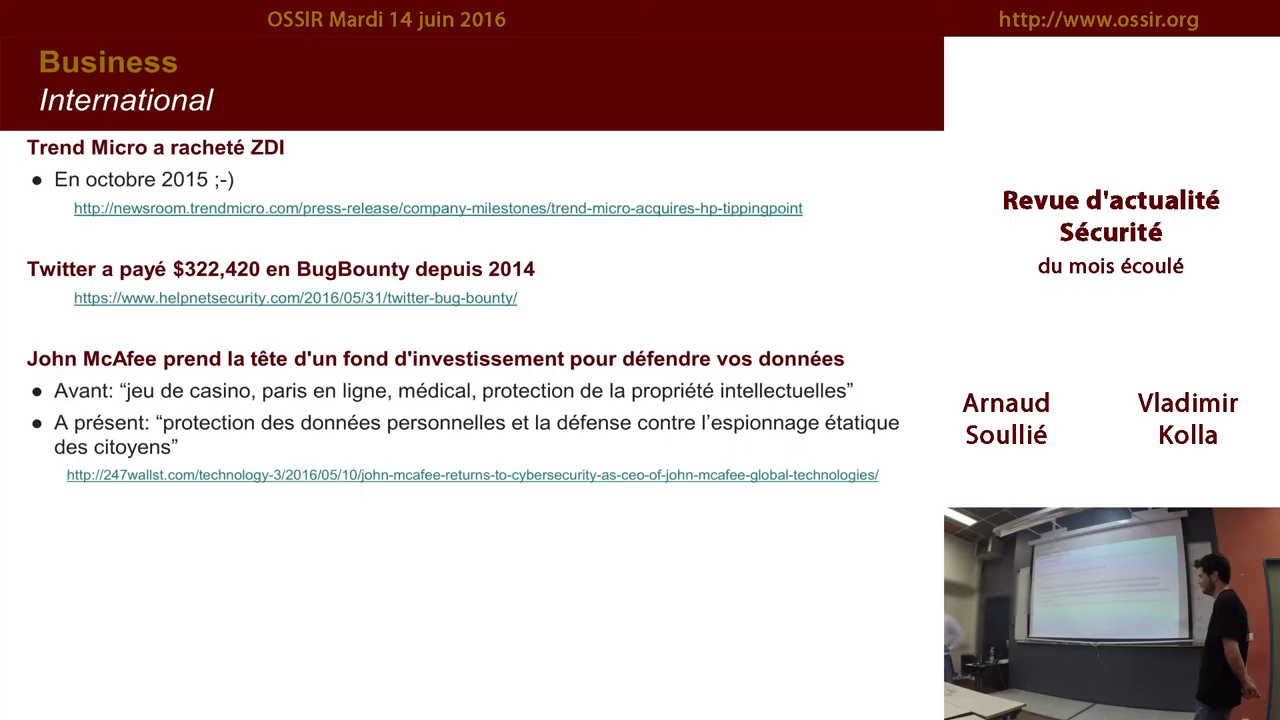 OSSIR Mardi 14 juin 2016
http://www.ossir.org
Business
International
Trend Micro a racheté ZDI
● En octobre 2015 ;-)
http://newsroom.trendmicro.com/press-release/company-milestones/trend-micro-acquires-hp-tippingpoint
Twitter a payé $322,420 en BugBounty depuis 2014
https://www.helpnetsecurity.com/2016/05/31/twitter-bug-bounty/
John McAfee prend la tête d'un fond d'investissement pour défendre vos données
● Avant: “jeu de casino, paris en ligne, médical, protection de la propriété intellectuelles”
● A présent: “protection des données personnelles et la défense contre l’espionnage étatique
des citoyens”
http://247wallst.com/technology-3/2016/05/10/john-mcafee-returns-to-cybersecurity-as-ceo-of-john-mcafee-global-technologies/
Revue d'actualité
Sécurité
du mois écoulé
Arnaud
Soullié
Vladimir
Kolla